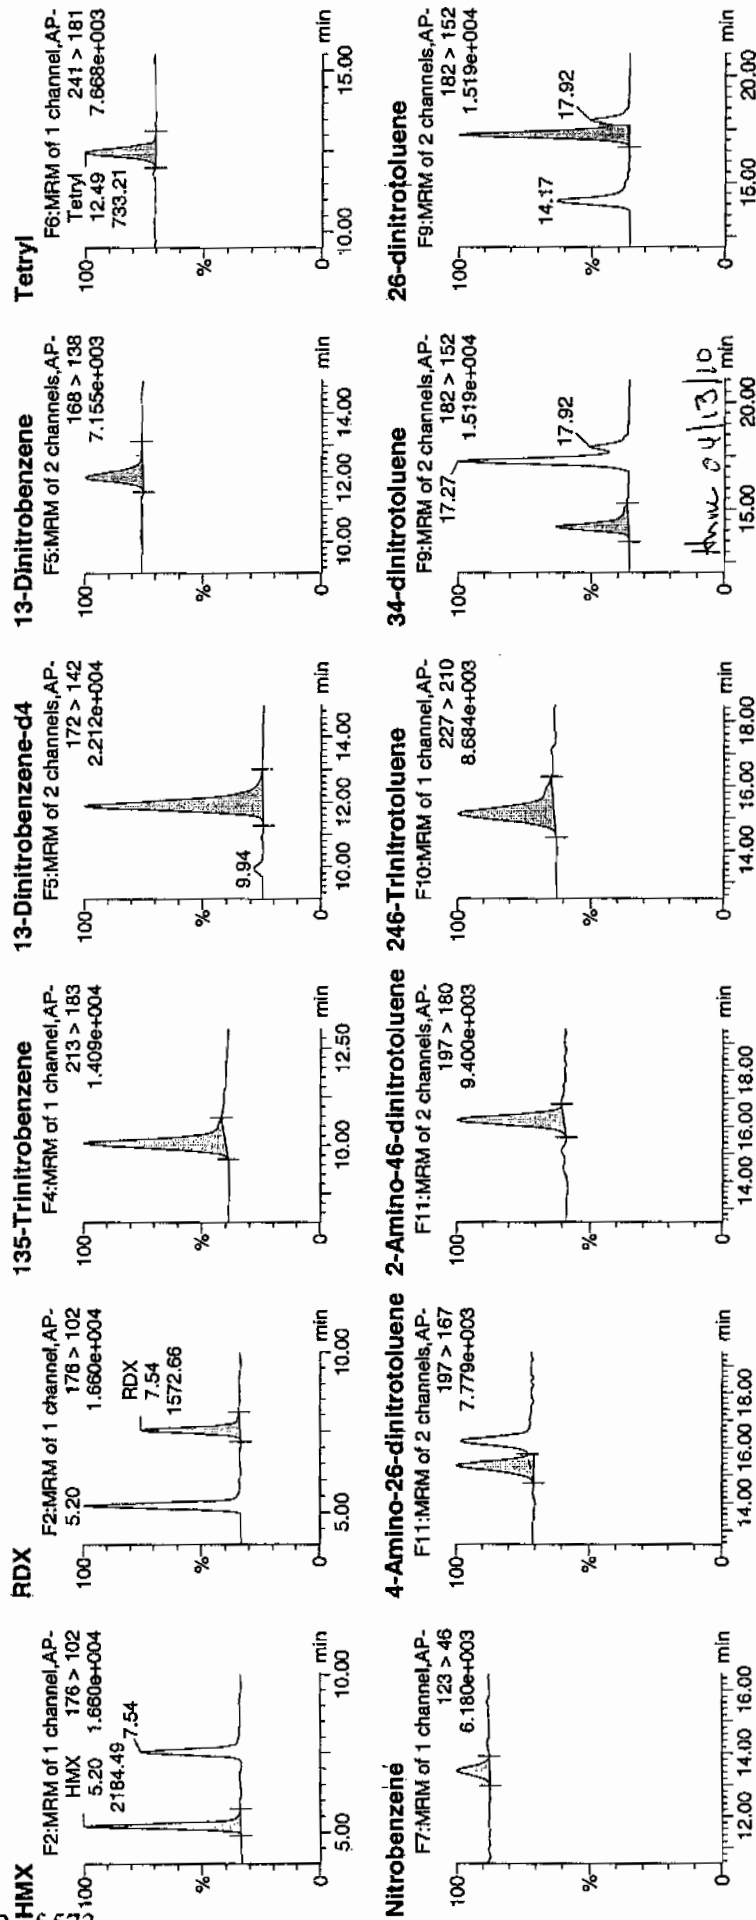 HMX
F2:MRM of 1 channel,AP-
HMX 176 > 102
5.20 1.660e+004
2184.49
7.54
100
%
0
5.00 10.00 min
RDX
F2:MRM of 1 channel,AP-
5.20 176 > 102
1.660e+004
RDX
7.54
1572.66
100
%
0
5.00 10.00 min
135-Trinitrobenzene
F4:MRM of 1 channel,AP-
213 > 183
1.409e+004
100
%
0
10.00 12.50 min
13-Dinitrobenzene-d4
F5:MRM of 2 channels,AP-
172 > 142
2.212e+004
9.94
100
%
0
10.00 12.00 14.00 min
13-Dinitrobenzene
F5:MRM of 2 channels,AP-
168 > 138
7.155e+003
100
%
0
10.00 12.00 14.00 min
Tetryl
F6:MRM of 1 channel,AP-
Tetryl 241 > 181
12.49 7.668e+003
733.21
100
%
0
10.00 15.00 min
Nitrobenzene
F7:MRM of 1 channel,AP-
123 > 46
6.180e+003
100
%
0
12.00 14.00 16.00 min
4-Amino-26-dinitrotoluene
F11:MRM of 2 channels,AP-
197 > 167
7.779e+003
100
%
0
14.00 16.00 18.00 min
2-Amino-46-dinitrotoluene
F11:MRM of 2 channels,AP-
197 > 180
9.400e+003
100
%
0
14.00 16.00 18.00 min
246-Trinitrotoluene
F10:MRM of 1 channel,AP-
227 > 210
8.684e+003
100
%
0
14.00 16.00 18.00 min
34-dinitrotoluene
F9:MRM of 2 channels,AP-
17.27 182 > 152
1.519e+004
17.92
100
%
0
15.00 20.00 min
04/13/10
26-dinitrotoluene
F9:MRM of 2 channels,AP-
182 > 152
1.519e+004
17.92
14.17
100
%
0
15.00 20.00 min